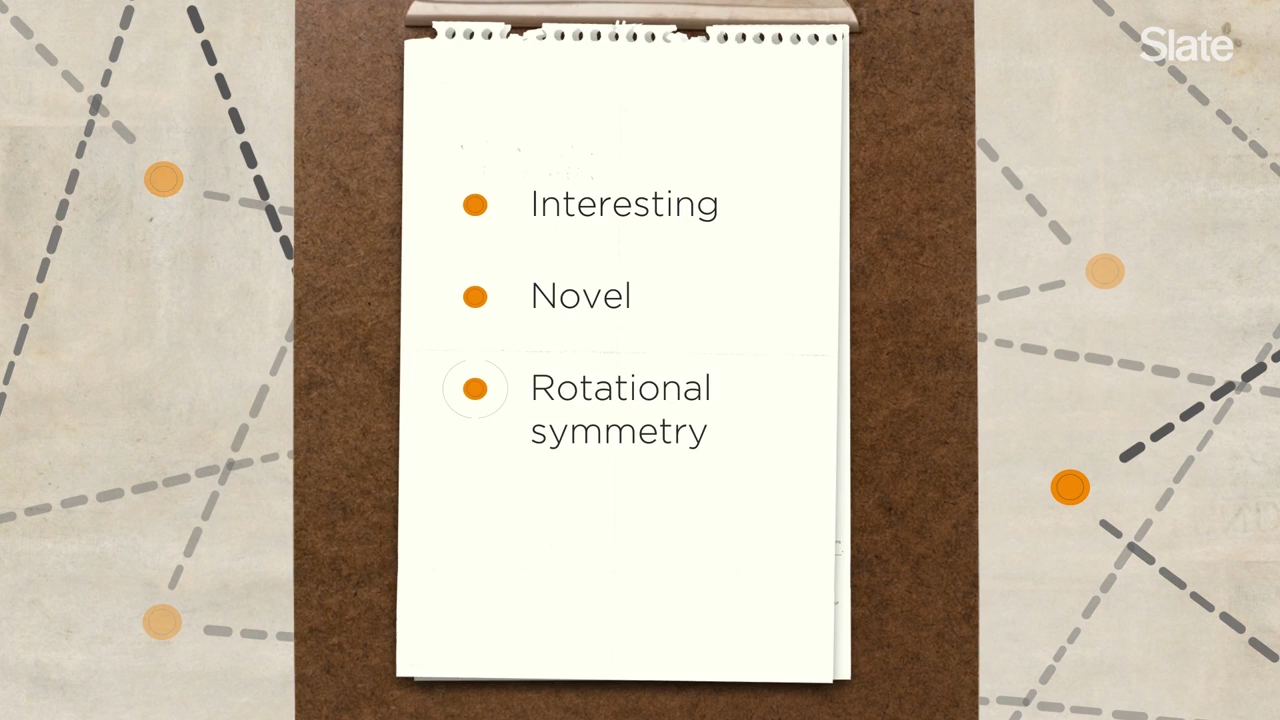 Slate
Interesting
Novel
Rotational
symmetry